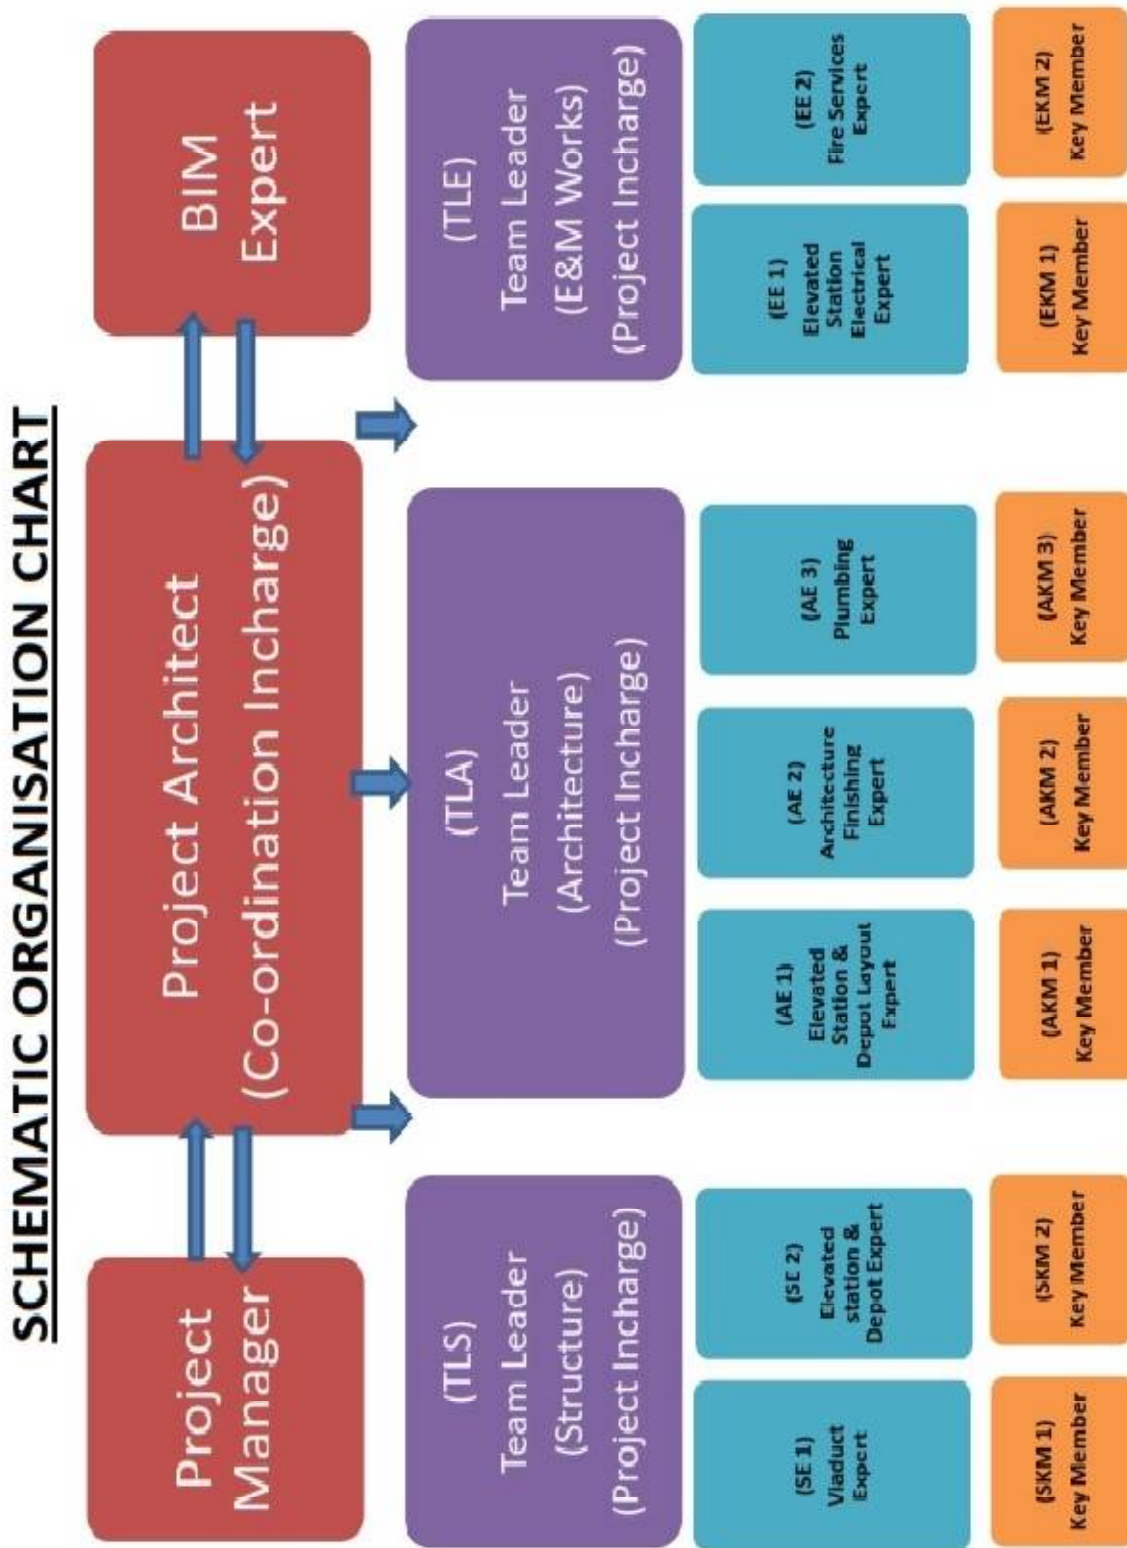 SCHEMATIC ORGANISATION CHART
Project
Manager
Project Architect
(Co-ordination Incharge)
BIM
Expert
(TLS)
Team Leader
(Structure)
(Project Incharge)
(TLA)
Team Leader
(Architecture)
(Project Incharge)
(TLE)
Team Leader
(E&M Works)
(Project Incharge)
(SE 1)
Viaduct
Expert
(SE 2)
Elevated
station &
Depot Expert
(AE 1)
Elevated
Station &
Depot Layout
Expert
(AE 2)
Architecture
Finishing
Expert
(AE 3)
Plumbing
Expert
(EE 1)
Elevated
Station
Electrical
Expert
(EE 2)
Fire Services
Expert
(SKM 1)
Key Member
(SKM 2)
Key Member
(AKM 1)
Key Member
(AKM 2)
Key Member
(AKM 3)
Key Member
(EKM 1)
Key Member
(EKM 2)
Key Member